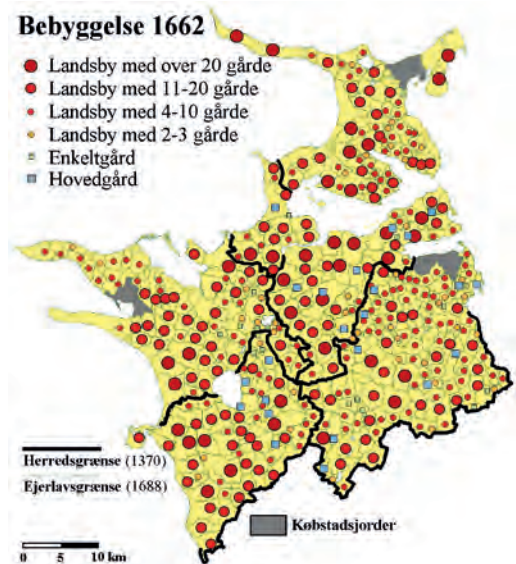 Bebyggelse 1662
Landsby med over 20 gårde
Landsby med 11-20 gårde
Landsby med 4-10 gårde
Landsby med 2-3 gårde
Enkeltgård
Hovedgård
Herredsgrænse (1370)
Ejerlavsgrænse (1688)
Købstadsjorder
0 5 10 km